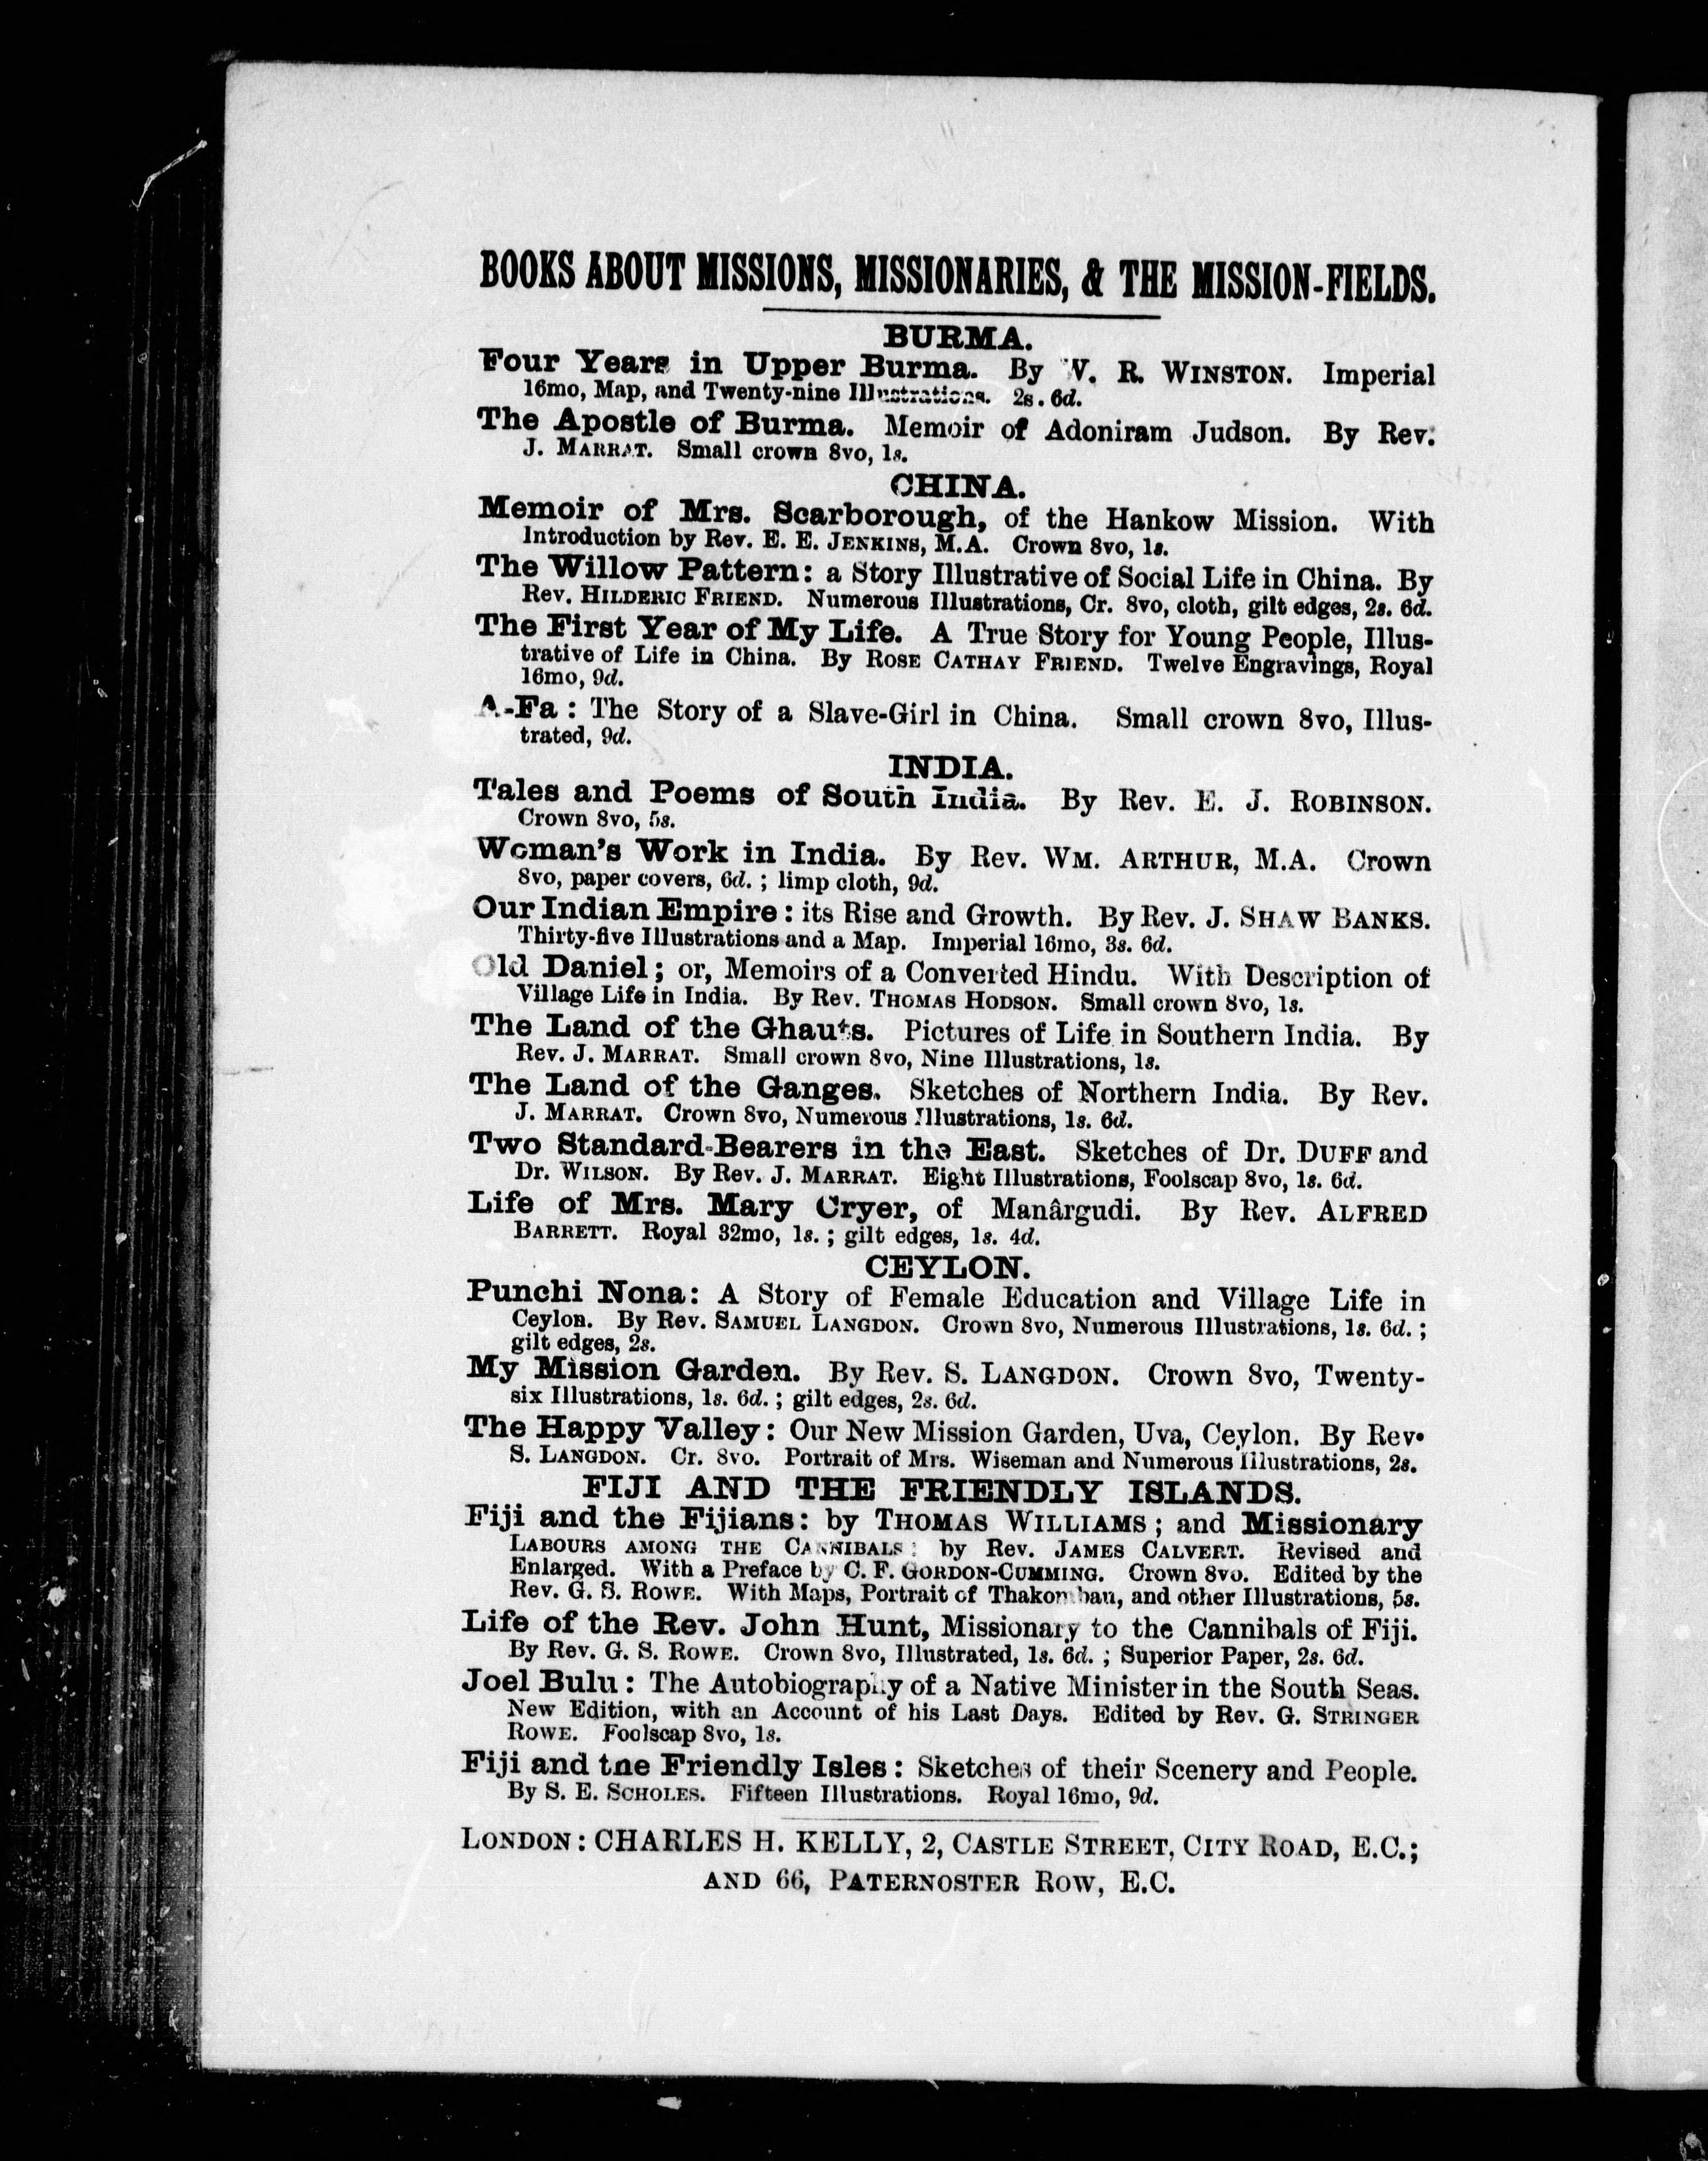 BOOKS ABOUT MISSIONS, MISSIONARIES, & THE MISSION-FIELDS.
BURMA.
Four Years in Upper Burma. By W. R. WINSTON. Imperial
16mo, Map, and Twenty-nine Illustrations. 2s. 6d.
The Apostle of Burma. Memoir of Adoniram Judson. By Rev.
J. MARRAT. Small crown 8vo, 1s.
CHINA.
Memoir of Mrs. Scarborough, of the Hankow Mission. With
Introduction by Rev. E. E. JENKINS, M.A. Crown 8vo, 1s.
The Willow Pattern: a Story Illustrative of Social Life in China. By
Rev. HILDERIC FRIEND. Numerous Illustrations, Cr. 8vo, cloth, gilt edges, 2s. 6d.
The First Year of My Life. A True Story for Young People, Illus-
trative of Life in China. By ROSE CATHAY FRIEND. Twelve Engravings, Royal
16mo, 9d.
A-Fa: The Story of a Slave-Girl in China. Small crown 8vo, Illus-
trated, 9d.
INDIA.
Tales and Poems of South India. By Rev. E. J. ROBINSON.
Crown 8vo, 5s.
Woman's Work in India. By Rev. WM. ARTHUR, M.A. Crown
8vo, paper covers, 6d.; limp cloth, 9d.
Our Indian Empire: its Rise and Growth. By Rev. J. SHAW BANKS.
Thirty-five Illustrations and a Map. Imperial 16mo, 3s. 6d.
Old Daniel; or, Memoirs of a Converted Hindu. With Description of
Village Life in India. By Rev. THOMAS HODSON. Small crown 8vo, 1s.
The Land of the Ghauts. Pictures of Life in Southern India. By
Rev. J. MARRAT. Small crown 8vo, Nine Illustrations, 1s.
The Land of the Ganges. Sketches of Northern India. By Rev.
J. MARRAT. Crown 8vo, Numerous Illustrations, 1s. 6d.
Two Standard-Bearers in the East. Sketches of Dr. DUFF and
Dr. WILSON. By Rev. J. MARRAT. Eight Illustrations, Foolscap 8vo, 1s. 6d.
Life of Mrs. Mary Cryer, of Manârgudi. By Rev. ALFRED
BARRETT. Royal 32mo, 1s.; gilt edges, 1s. 4d.
CEYLON.
Punchi Nona: A Story of Female Education and Village Life in
Ceylon. By Rev. SAMUEL LANGDON. Crown 8vo, Numerous Illustrations, 1s. 6d.;
gilt edges, 2s.
My Mission Garden. By Rev. S. LANGDON. Crown 8vo, Twenty-
six Illustrations, 1s. 6d.; gilt edges, 2s. 6d.
The Happy Valley: Our New Mission Garden, Uva, Ceylon. By Rev.
S. LANGDON. Cr. 8vo. Portrait of Mrs. Wiseman and Numerous Illustrations, 2s.
FIJI AND THE FRIENDLY ISLANDS.
Fiji and the Fijians: by THOMAS WILLIAMS; and Missionary
LABOURS AMONG THE CANNIBALS: by Rev. JAMES CALVERT. Revised and
Enlarged. With a Preface by C. F. GORDON-CUMMING. Crown 8vo. Edited by the
Rev. G. S. ROWE. With Maps, Portrait of Thakombau, and other Illustrations, 5s.
Life of the Rev. John Hunt, Missionary to the Cannibals of Fiji.
By Rev. G. S. ROWE. Crown 8vo, Illustrated, 1s. 6d.; Superior Paper, 2s. 6d.
Joel Bulu: The Autobiography of a Native Minister in the South Seas.
New Edition, with an Account of his Last Days. Edited by Rev. G. STRINGER
ROWE. Foolscap 8vo, 1s.
Fiji and the Friendly Isles: Sketches of their Scenery and People.
By S. E. SCHOLES. Fifteen Illustrations. Royal 16mo, 9d.
LONDON: CHARLES H. KELLY, 2, CASTLE STREET, CITY ROAD, E.C.;
AND 66, PATERNOSTER ROW, E.C.